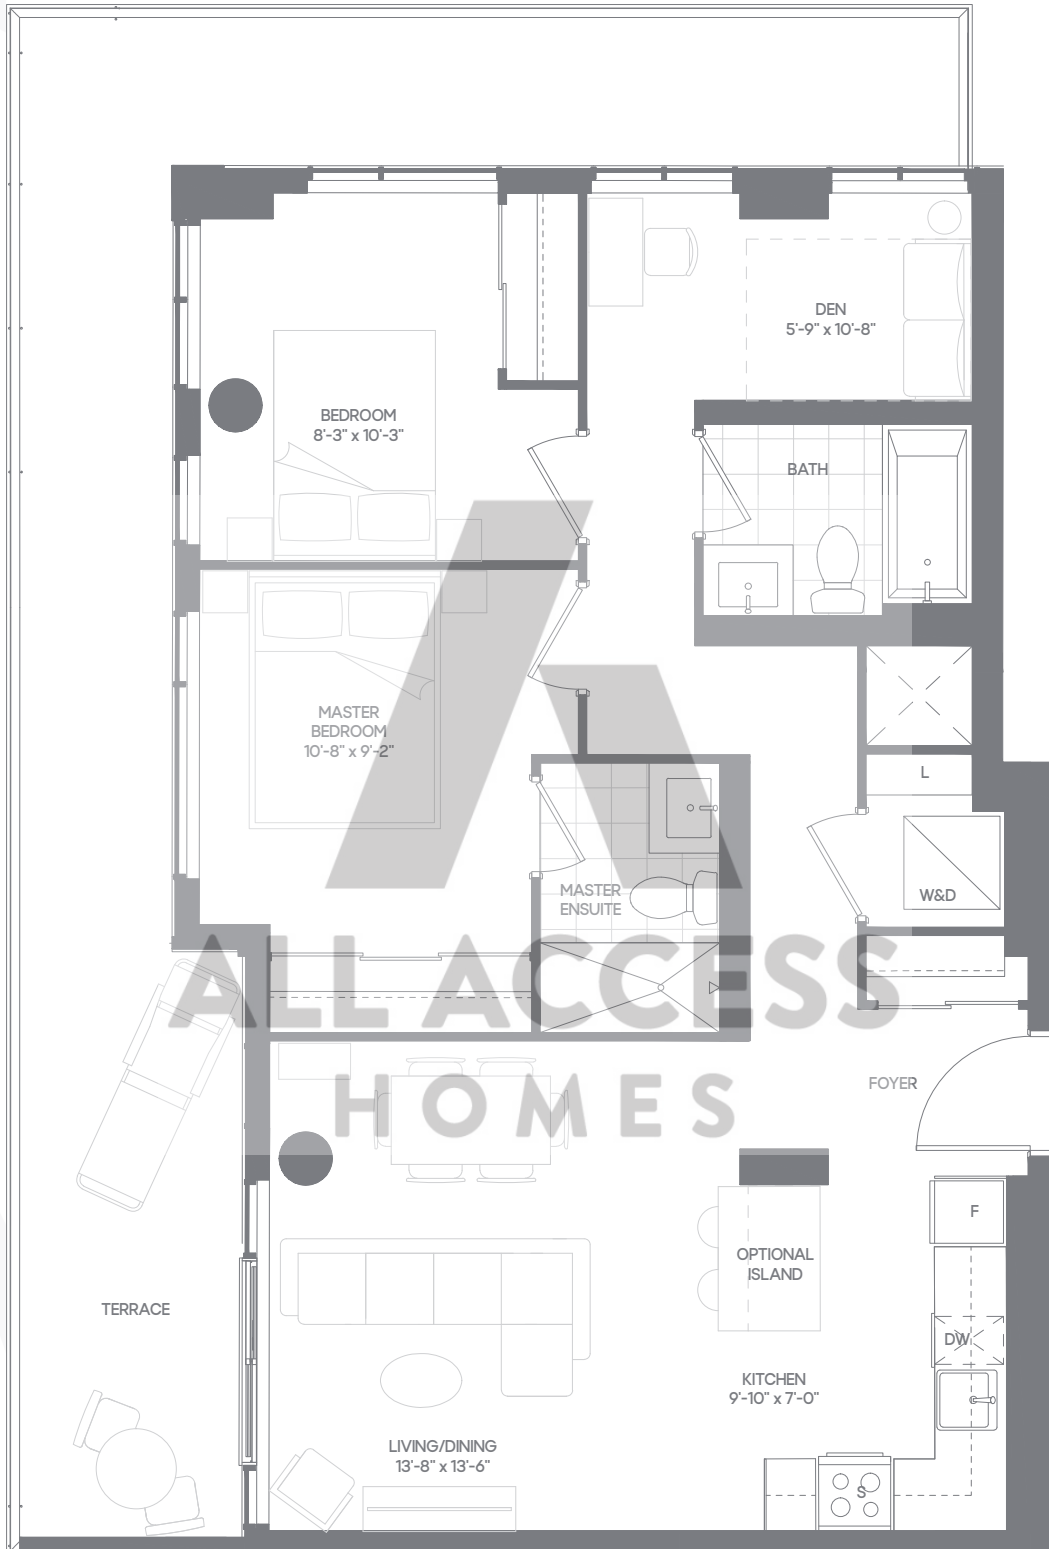 DEN
5'-9" x 10'-8"
BEDROOM
8'-3" x 10'-3"
BATH
MASTER
BEDROOM
10'-8" x 9'-2"
L
W&D
MASTER
ENSUITE
ALL ACCESS
HOMES
FOYER
F
OPTIONAL
ISLAND
TERRACE
DW
KITCHEN
9'-10" x 7'-0"
LIVING/DINING
13'-8" x 13'-6"
S